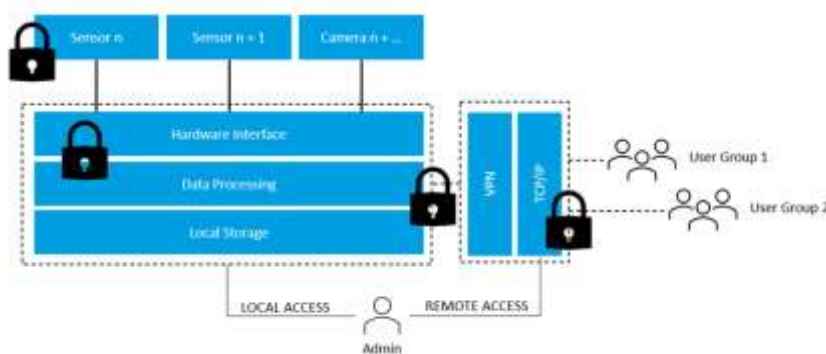 Sensor n
Sensor n + 1
Camera n + ...
Hardware Interface
Data Processing
Local Storage
VPN
TCP/IP
User Group 1
User Group 2
LOCAL ACCESS
REMOTE ACCESS
Admin